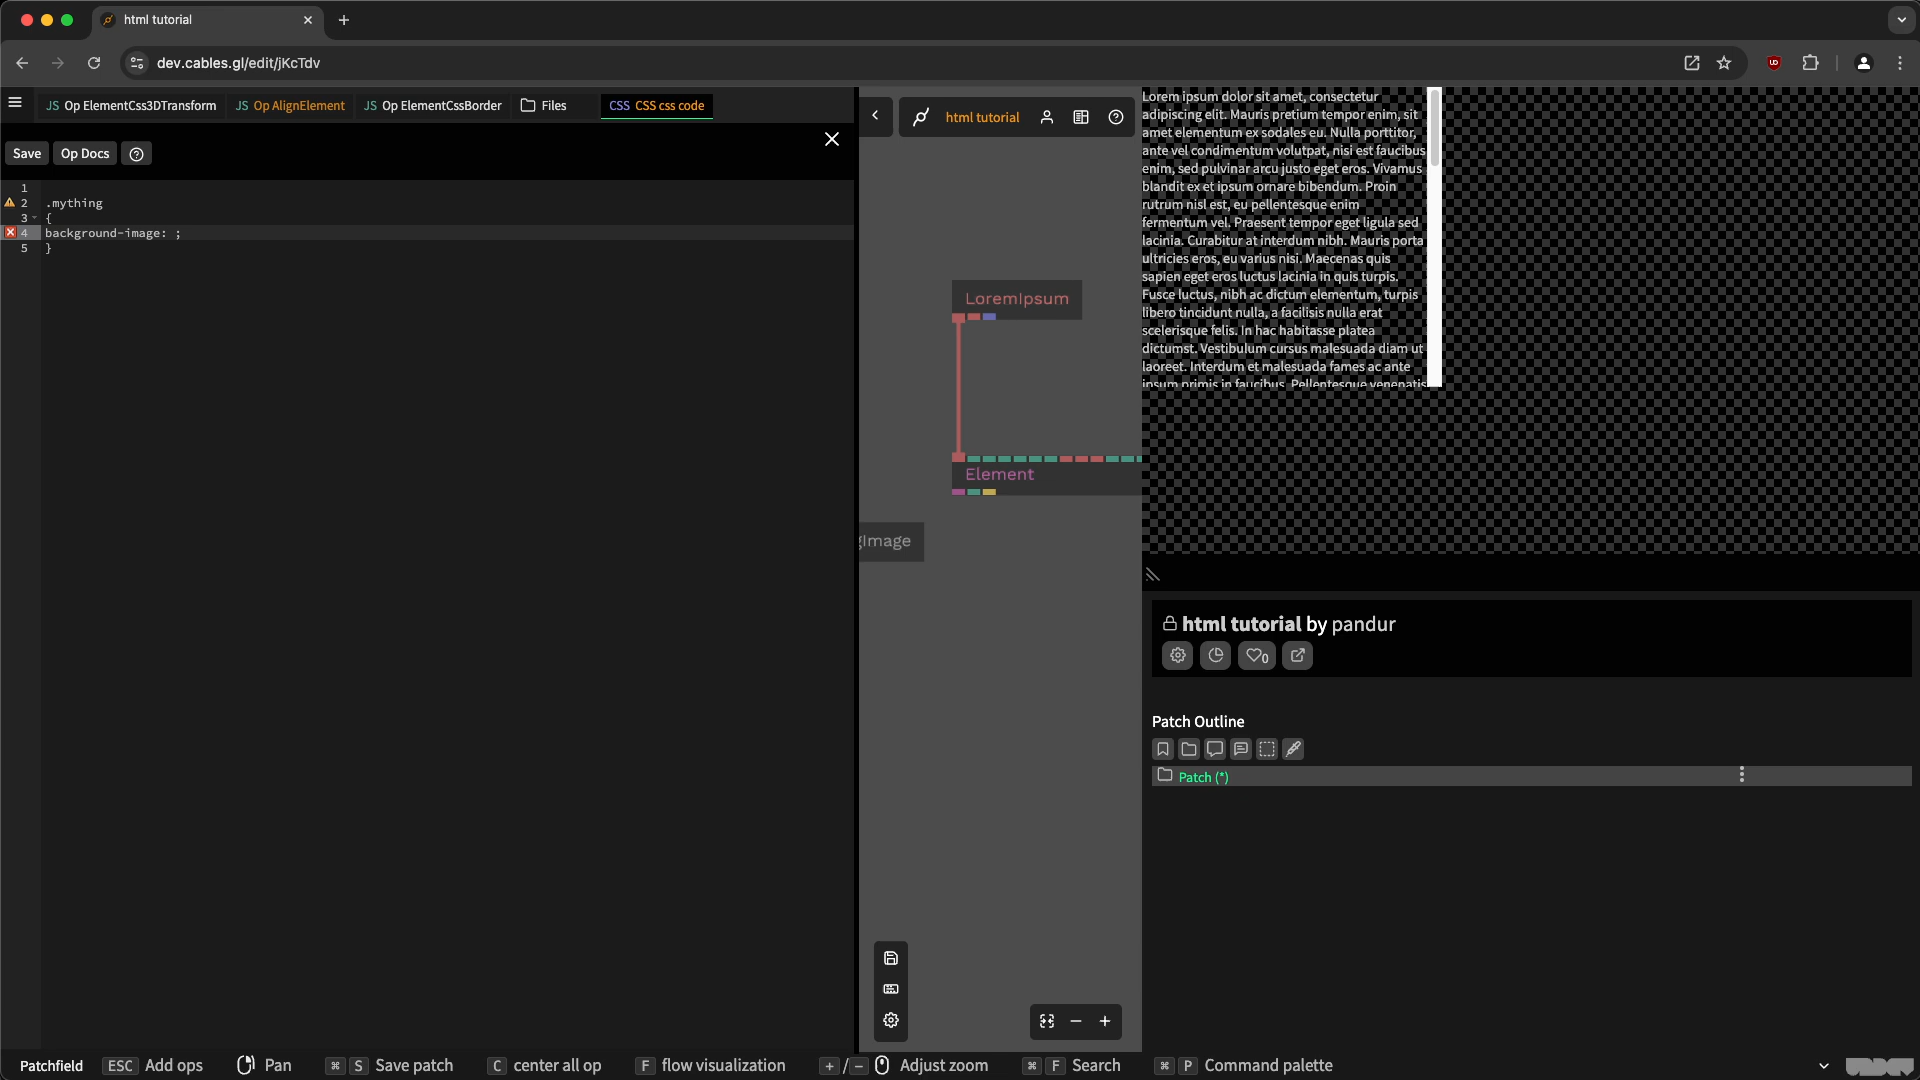 html tutorial
dev.cables.gl/edit/jKcTdv
JS Op ElementCss3DTransform
JS Op AlignElement
JS Op ElementCssBorder
Files
CSS CSS css code
Save
Op Docs
1
2 .mything
3 {
4 background-image: ;
5 }
html tutorial
LoremIpsum
Element
gImage
Lorem ipsum dolor sit amet, consectetur
adipiscing elit. Mauris pretium tempor enim, sit
amet elementum ex sodales eu. Nulla porttitor,
ante vel condimentum volutpat, nisi est faucibus
enim, sed pulvinar arcu justo eget eros. Vivamus
blandit ex et ipsum ornare bibendum. Proin
rutrum nisl est, eu pellentesque enim
fermentum vel. Praesent tempor eget ligula sed
lacinia. Curabitur at interdum nibh. Mauris porta
ultricies eros, eu varius nisi. Maecenas quis
sapien eget eros luctus lacinia in quis turpis.
Fusce luctus, nibh ac dictum elementum, turpis
libero tincidunt nulla, a facilisis nulla erat
scelerisque felis. In hac habitasse platea
dictumst. Vestibulum cursus malesuada diam ut
laoreet. Interdum et malesuada fames ac ante
ipsum primis in faucibus. Pellentesque venenatis
html tutorial by pandur
0
Patch Outline
Patch (*)
Patchfield
ESC Add ops
Pan
⌘ S Save patch
C center all op
F flow visualization
+ / - Adjust zoom
⌘ F Search
⌘ P Command palette